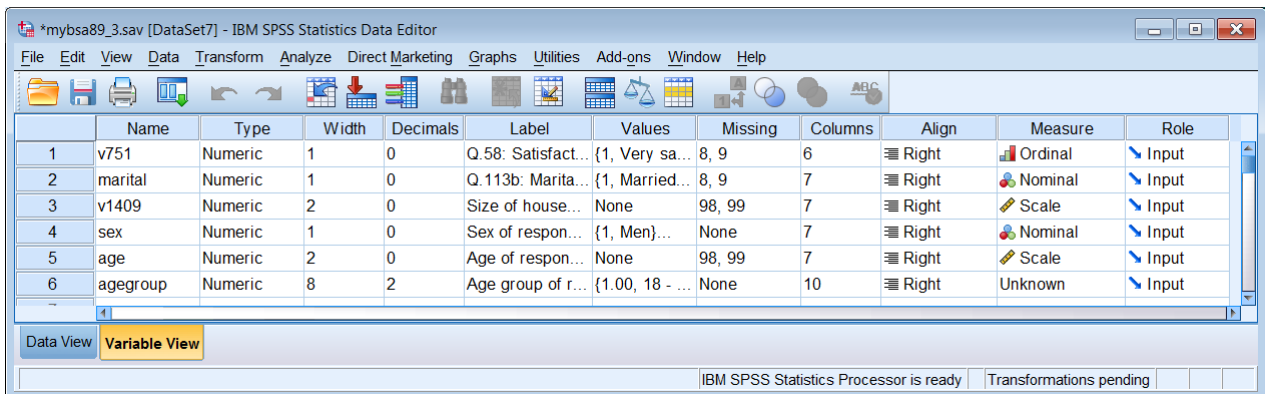 *mybsa89_3.sav [DataSet7] - IBM SPSS Statistics Data Editor
File Edit View Data Transform Analyze Direct Marketing Graphs Utilities Add-ons Window Help
Name Type Width Decimals Label Values Missing Columns Align Measure Role
1 v751 Numeric 1 0 Q.58: Satisfact... {1, Very sa... 8, 9 6 Right Ordinal Input
2 marital Numeric 1 0 Q.113b: Marita... {1, Married... 8, 9 7 Right Nominal Input
3 v1409 Numeric 2 0 Size of house... None 98, 99 7 Right Scale Input
4 sex Numeric 1 0 Sex of respon... {1, Men}... None 7 Right Nominal Input
5 age Numeric 2 0 Age of respon... None 98, 99 7 Right Scale Input
6 agegroup Numeric 8 2 Age group of r... {1.00, 18 - ... None 10 Right Unknown Input
Data View Variable View
IBM SPSS Statistics Processor is ready Transformations pending